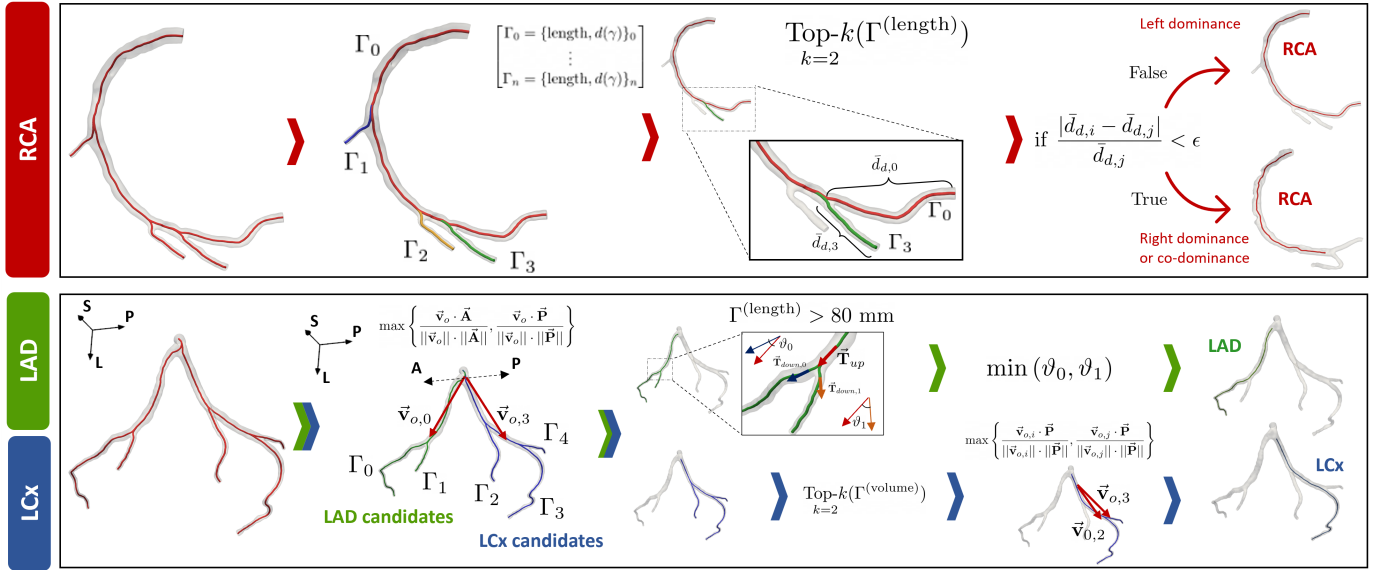 RCA
Γ₀
Γ₁
Γ₂
Γ₃
[Γ₀ = {length, d(γ)}₀
⋮
Γₙ = {length, d(γ)}ₙ]
Top-k(Γ^(length))
k=2
d̄_{d,0}
Γ₀
d̄_{d,3}
Γ₃
if |d̄_{d,i} − d̄_{d,j}| / d̄_{d,j} < ϵ
Left dominance
False
RCA
True
RCA
Right dominance
or co-dominance
LAD
LCx
S
P
L
S
P
L
max { v⃗ₒ · A⃗ / ||v⃗ₒ|| · ||A⃗|| , v⃗ₒ · P⃗ / ||v⃗ₒ|| · ||P⃗|| }
A
P
v⃗_{o,0}
v⃗_{o,3}
Γ₀
Γ₁
Γ₂
Γ₃
Γ₄
LAD candidates
LCx candidates
Γ^(length) > 80 mm
ϑ₀
T⃗_{down,0}
T⃗_{up}
T⃗_{down,1}
ϑ₁
min (ϑ₀, ϑ₁)
LAD
Top-k(Γ^(volume))
k=2
max { v⃗_{o,i} · P⃗ / ||v⃗_{o,i}|| · ||P⃗|| , v⃗_{o,j} · P⃗ / ||v⃗_{o,j}|| · ||P⃗|| }
v⃗_{o,3}
v⃗_{0,2}
LCx